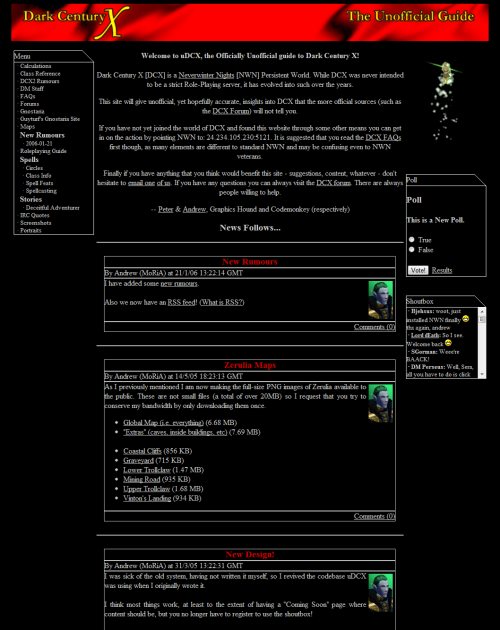 Dark Century X
The Unofficial Guide
Menu
· Calculations
· Class Reference
· DCX2 Rumours
· DM Staff
· FAQs
· Forums
· Gnostaria
· Guyturf's Gnostaria Site
· Maps
New Rumours
· 2006-01-21
· Roleplaying Guide
Spells
· Circles
· Class Info
· Spell Feats
· Spellcasting
Stories
· Deceitful Adventurer
· IRC Quotes
· Screenshots
· Portraits
Welcome to uDCX, the Officially Unofficial guide to Dark Century X!
Dark Century X [DCX] is a Neverwinter Nights [NWN] Persistent World. While DCX was never intended
to be a strict Role-Playing server, it has evolved into such over the years.
This site will give unofficial, yet hopefully accurate, insights into DCX that the more official sources (such as
the DCX Forum) will not tell you.
If you have not yet joined the world of DCX and found this website through some other means you can get
in on the action by pointing NWN to: 24.234.105.230:5121. It is suggested that you read the DCX FAQs
first though, as many elements are different to standard NWN and may be confusing even to NWN
veterans.
Finally if you have anything that you think would benefit this site - suggestions, content, whatever - don't
hesitate to email one of us. If you have any questions you can always visit the DCX forum. There are always
people willing to help.
-- Peter & Andrew, Graphics Hound and Codemonkey (respectively)
News Follows...
New Rumours
By Andrew (MoRiA) at 21/1/06 13:22:14 GMT
I have added some new rumours.
Also we now have an RSS feed! (What is RSS?)
Comments (0)
Zerulia Maps
By Andrew (MoRiA) at 14/5/05 18:23:13 GMT
As I previously mentioned I am now making the full-size PNG images of Zerulia available to
the public. These are not small files (a total of over 20MB) so I request that you try to
conserve my bandwidth by only downloading them once.
• Global Map (i.e. everything) (6.68 MB)
• "Extras" (caves, inside buildings, etc) (7.69 MB)
• Coastal Cliffs (856 KB)
• Graveyard (715 KB)
• Lower Trollclaw (1.47 MB)
• Mining Road (935 KB)
• Upper Trollclaw (1.68 MB)
• Vinton's Landing (934 KB)
Comments (0)
New Design!
By Andrew (MoRiA) at 31/3/05 13:22:31 GMT
I was sick of the old system, having not written it myself, so I revived the codebase uDCX
was using when I originally wrote it.
I think most things work, at least to the extent of having a "Coming Soon" page where
content should be, but you no longer have to register to use the shoutbox!
Poll
Poll
This is a New Poll.
True
False
Vote! Results
Shoutbox
· Bjehnus: woot, just
installed NWN finally
thx again, andrew
· Lord iEath: So I see.
Welcome back
· SGorman: Weee're
BAACK!
· DM Perseus: Well, Sera,
all you have to do is click